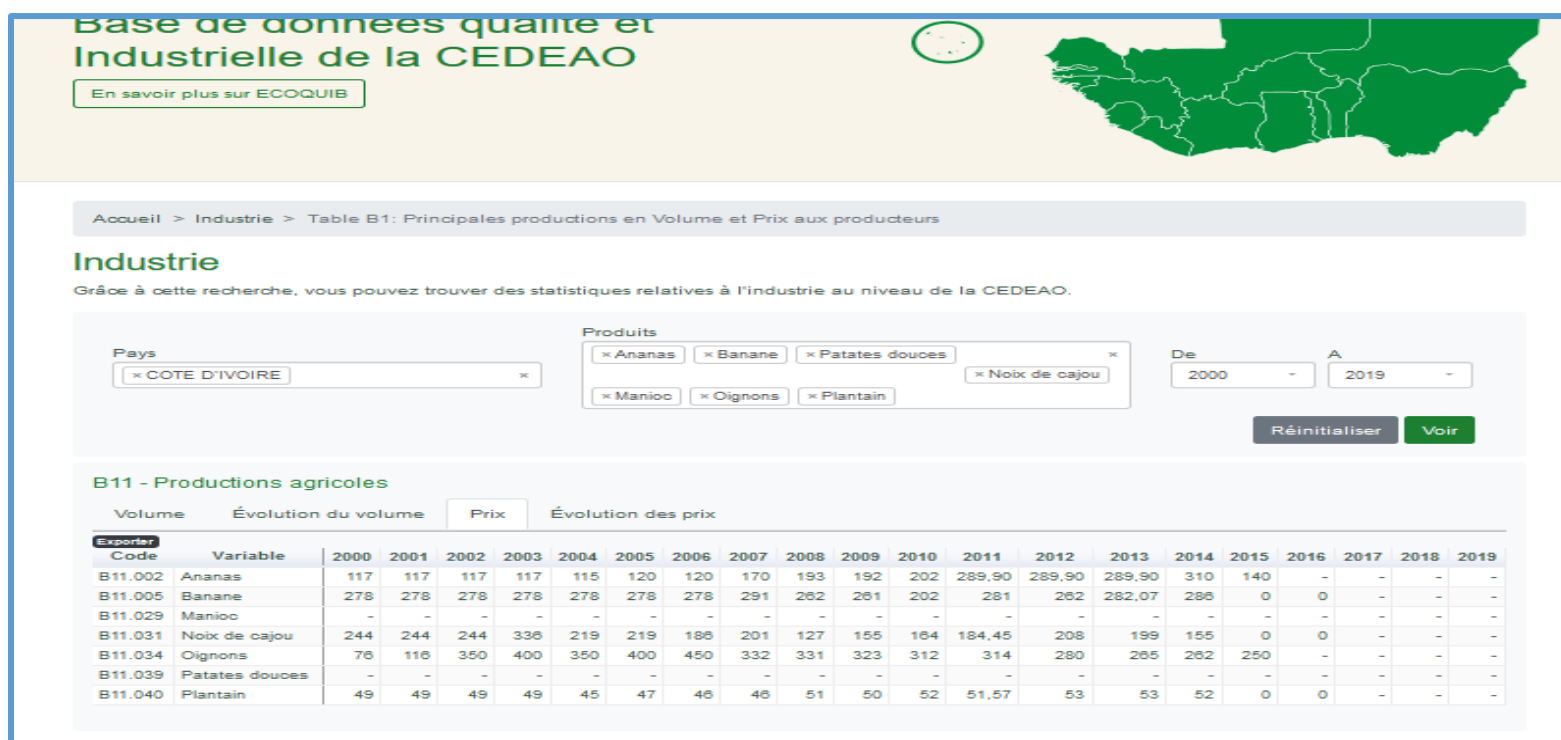 Base de données qualité et
Industrielle de la CEDEAO
En savoir plus sur ECOQUIB
Accueil > Industrie > Table B1: Principales productions en Volume et Prix aux producteurs
Industrie
Grâce à cette recherche, vous pouvez trouver des statistiques relatives à l'industrie au niveau de la CEDEAO.
Pays
× COTE D'IVOIRE ×
Produits
× Ananas × Banane × Patates douces ×
× Noix de cajou
× Manioc × Oignons × Plantain
De A
2000 2019
Réinitialiser Voir
B11 - Productions agricoles
Volume Évolution du volume Prix Évolution des prix
Exporter
Code Variable 2000 2001 2002 2003 2004 2005 2006 2007 2008 2009 2010 2011 2012 2013 2014 2015 2016 2017 2018 2019
B11.002 Ananas 117 117 117 117 115 120 120 170 193 192 202 289,90 289,90 289,90 310 140 - - - -
B11.005 Banane 278 278 278 278 278 278 278 291 262 261 202 281 262 282,07 286 0 0 - - -
B11.029 Manioc - - - - - - - - - - - - - - - - - - - -
B11.031 Noix de cajou 244 244 244 336 219 219 186 201 127 155 164 184,45 208 199 155 0 0 - - -
B11.034 Oignons 76 116 350 400 350 400 450 332 331 323 312 314 280 265 262 250 - - - -
B11.039 Patates douces - - - - - - - - - - - - - - - - - - - -
B11.040 Plantain 49 49 49 49 45 47 46 46 51 50 52 51,57 53 53 52 0 0 - - -